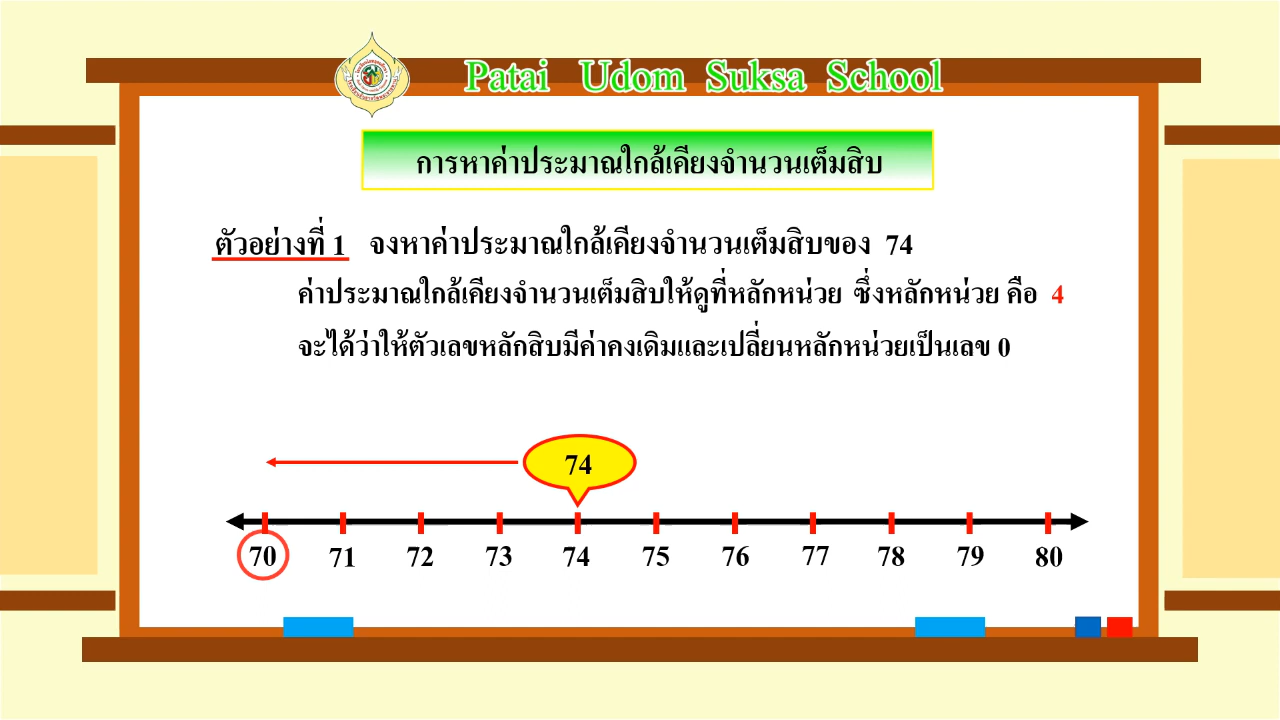 Patai Udom Suksa School
การหาค่าประมาณใกล้เคียงจำนวนเต็มสิบ
ตัวอย่างที่ 1 จงหาค่าประมาณใกล้เคียงจำนวนเต็มสิบของ 74
ค่าประมาณใกล้เคียงจำนวนเต็มสิบให้ดูที่หลักหน่วย ซึ่งหลักหน่วย คือ 4
จะได้ว่าให้ตัวเลขหลักสิบมีค่าคงเดิมและเปลี่ยนหลักหน่วยเป็นเลข 0
74
70 71 72 73 74 75 76 77 78 79 80